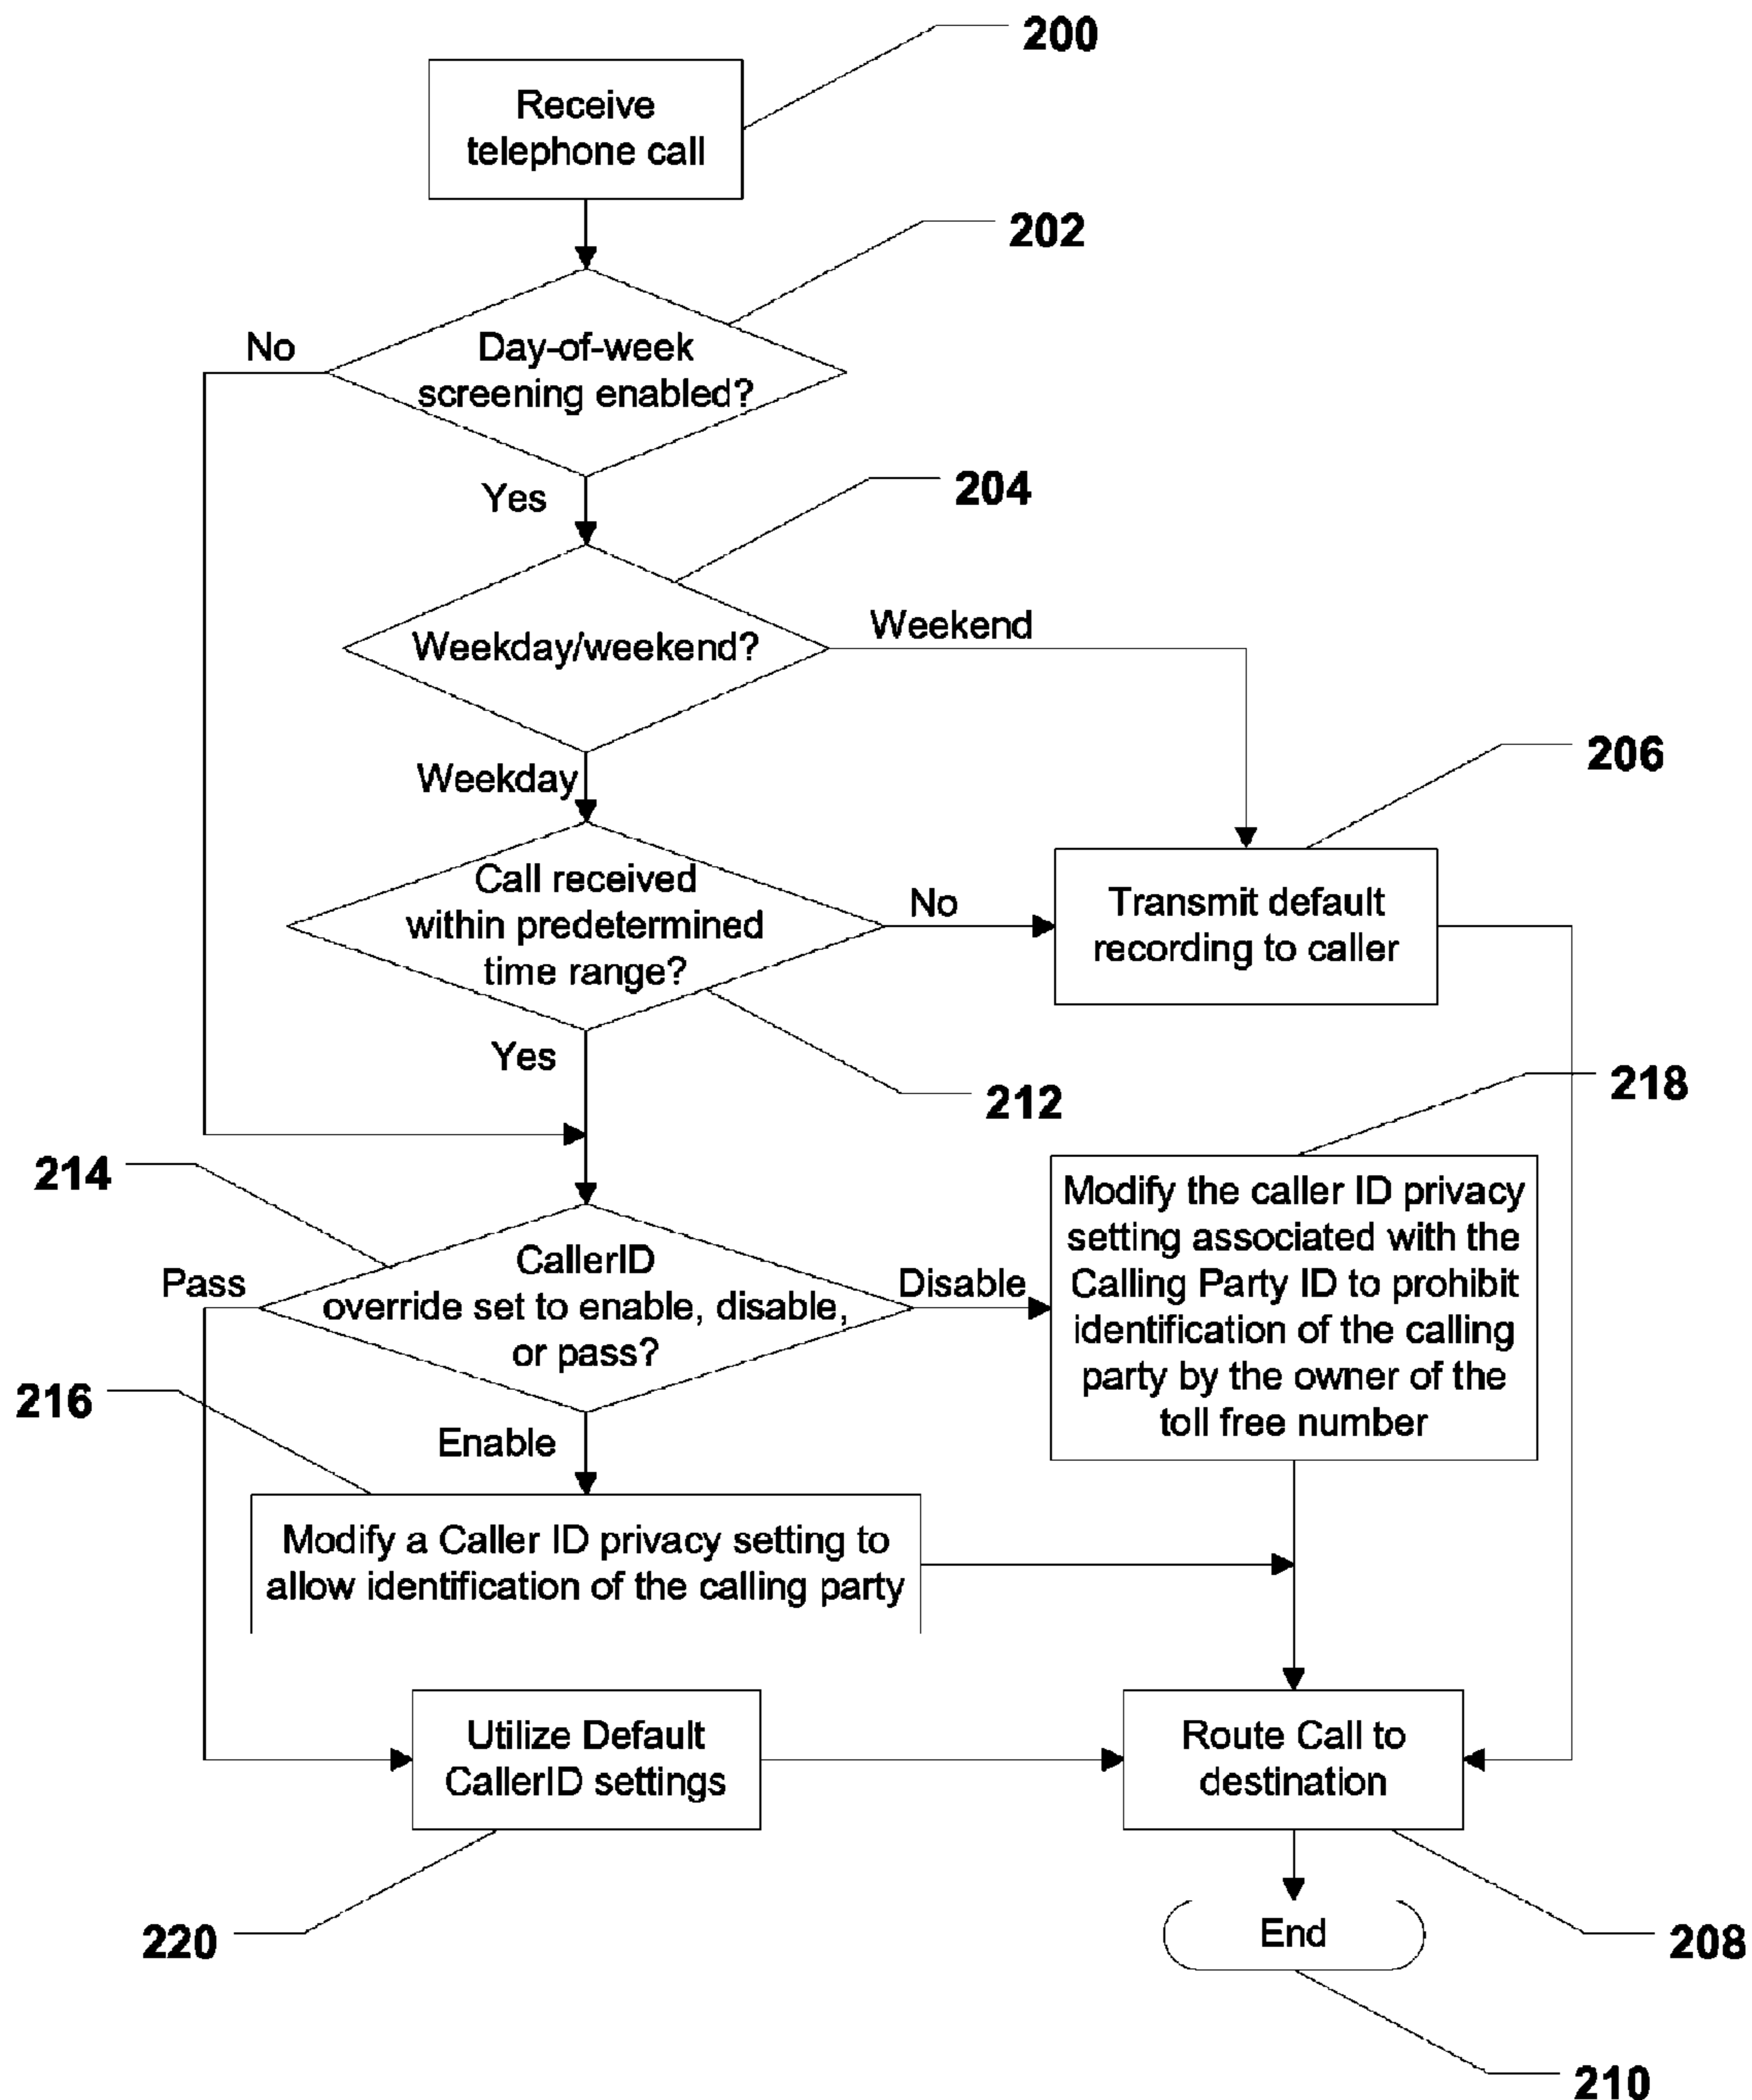 200
Receive
telephone call
202
No
Day-of-week
screening enabled?
Yes
204
Weekday/weekend?
Weekend
Weekday
206
Call received
within predetermined
time range?
No
Transmit default
recording to caller
Yes
212
218
214
Modify the caller ID privacy
setting associated with the
Calling Party ID to prohibit
identification of the calling
party by the owner of the
toll free number
Pass
CallerID
override set to enable, disable,
or pass?
Disable
216
Enable
Modify a Caller ID privacy setting to
allow identification of the calling party
Utilize Default
CallerID settings
Route Call to
destination
220
End
208
210